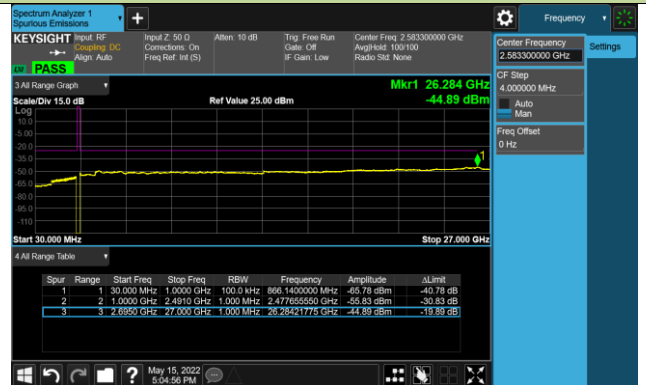 Spectrum Analyzer 1
Spurious Emissions
+
Frequency
KEYSIGHT
Input: RF
Coupling: DC
Align: Auto
Input Z: 50 Ω
Corrections: On
Freq Ref: Int (S)
Atten: 10 dB
Trig: Free Run
Gate: Off
IF Gain: Low
Center Freq: 2.583300000 GHz
Avg|Hold: 100/100
Radio Std: None
PASS
Center Frequency
2.583300000 GHz
Settings
CF Step
4.000000 MHz
Auto
Man
Freq Offset
0 Hz
3 All Range Graph
Mkr1 26.284 GHz
Scale/Div 15.0 dB
Ref Value 25.00 dBm
-44.89 dBm
Log
10.0
-5.00
-20.0
-35.0
-50.0
-65.0
-80.0
-95.0
-110
1
Start 30.000 MHz
Stop 27.000 GHz
4 All Range Table
Spur Range Start Freq Stop Freq RBW Frequency Amplitude ΔLimit
1 1 30.000 MHz 1.0000 GHz 100.0 kHz 866.1400000 MHz -65.78 dBm -40.78 dB
2 2 1.0000 GHz 2.4910 GHz 1.000 MHz 2.477655550 GHz -55.83 dBm -30.83 dB
3 3 2.6950 GHz 27.000 GHz 1.000 MHz 26.28421775 GHz -44.89 dBm -19.89 dB
?
May 15, 2022
5:04:56 PM